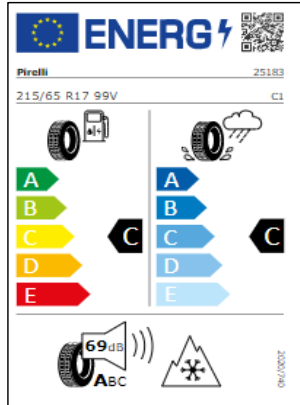 ENERG
Pirelli 25183
215/65 R17 99V C1
A A
B B
C C C C
D D
E E
69dB
ABC
2020/740